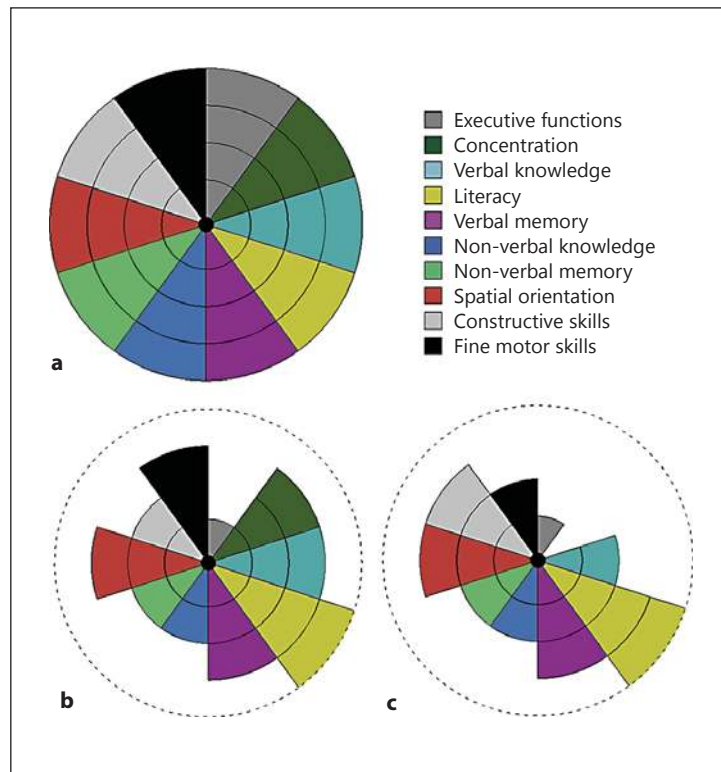 Executive functions
Concentration
Verbal knowledge
Literacy
Verbal memory
Non-verbal knowledge
Non-verbal memory
Spatial orientation
Constructive skills
Fine motor skills
a
b
c